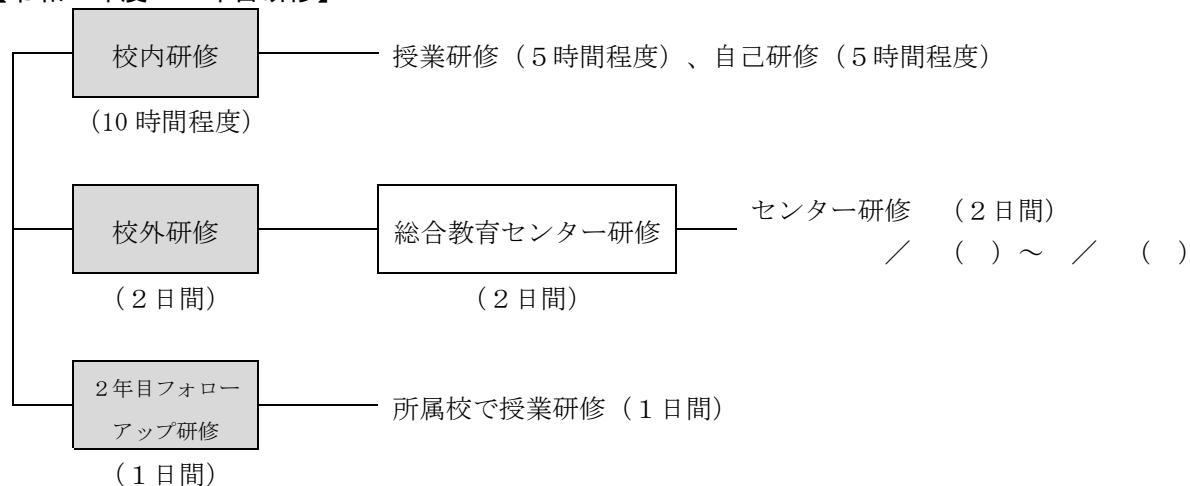 校内研修 授業研修（５時間程度）、自己研修（５時間程度）
（10 時間程度）
校外研修 総合教育センター研修 センター研修　（２日間）
／　（　）～　／　（　）
（２日間） （２日間）
２年目フォロー
アップ研修
所属校で授業研修（１日間）
（１日間）